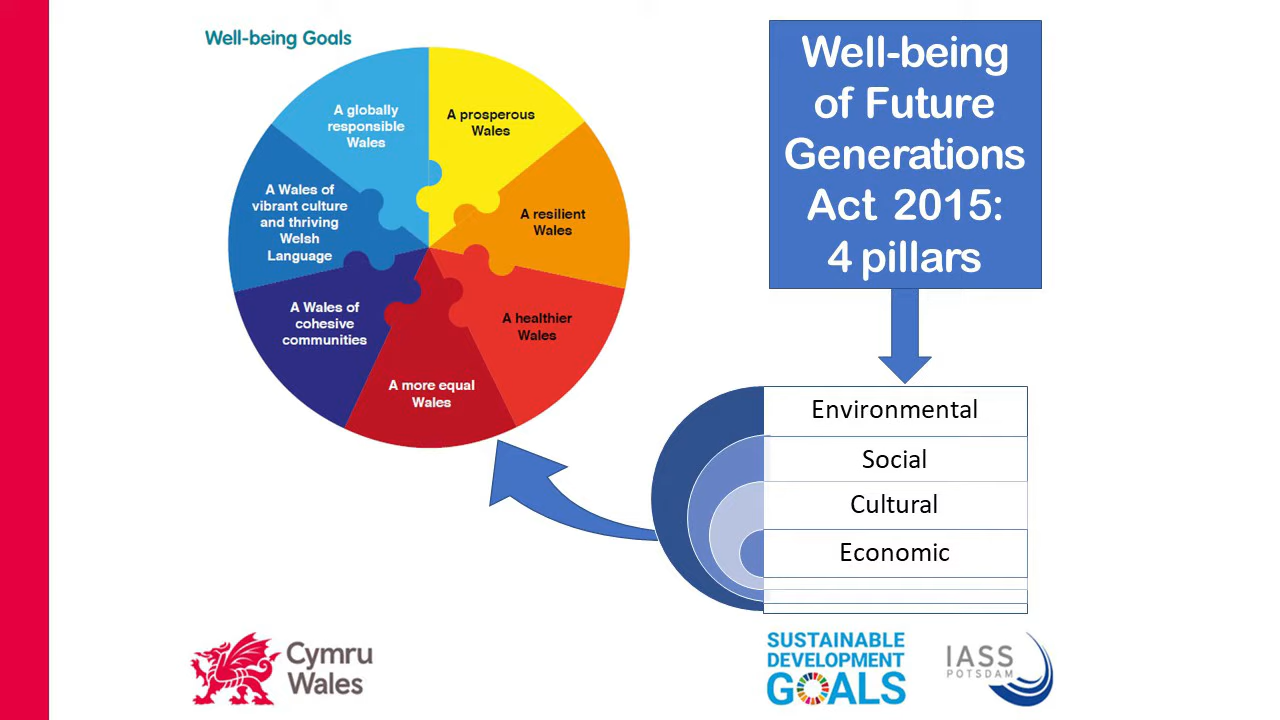 Well-being Goals
A globally
responsible
Wales
A prosperous
Wales
A resilient
Wales
A healthier
Wales
A more equal
Wales
A Wales of
cohesive
communities
A Wales of
vibrant culture
and thriving
Welsh
Language
Well-being
of Future
Generations
Act 2015:
4 pillars
Environmental
Social
Cultural
Economic
Cymru
Wales
SUSTAINABLE
DEVELOPMENT
GOALS
IASS
POTSDAM